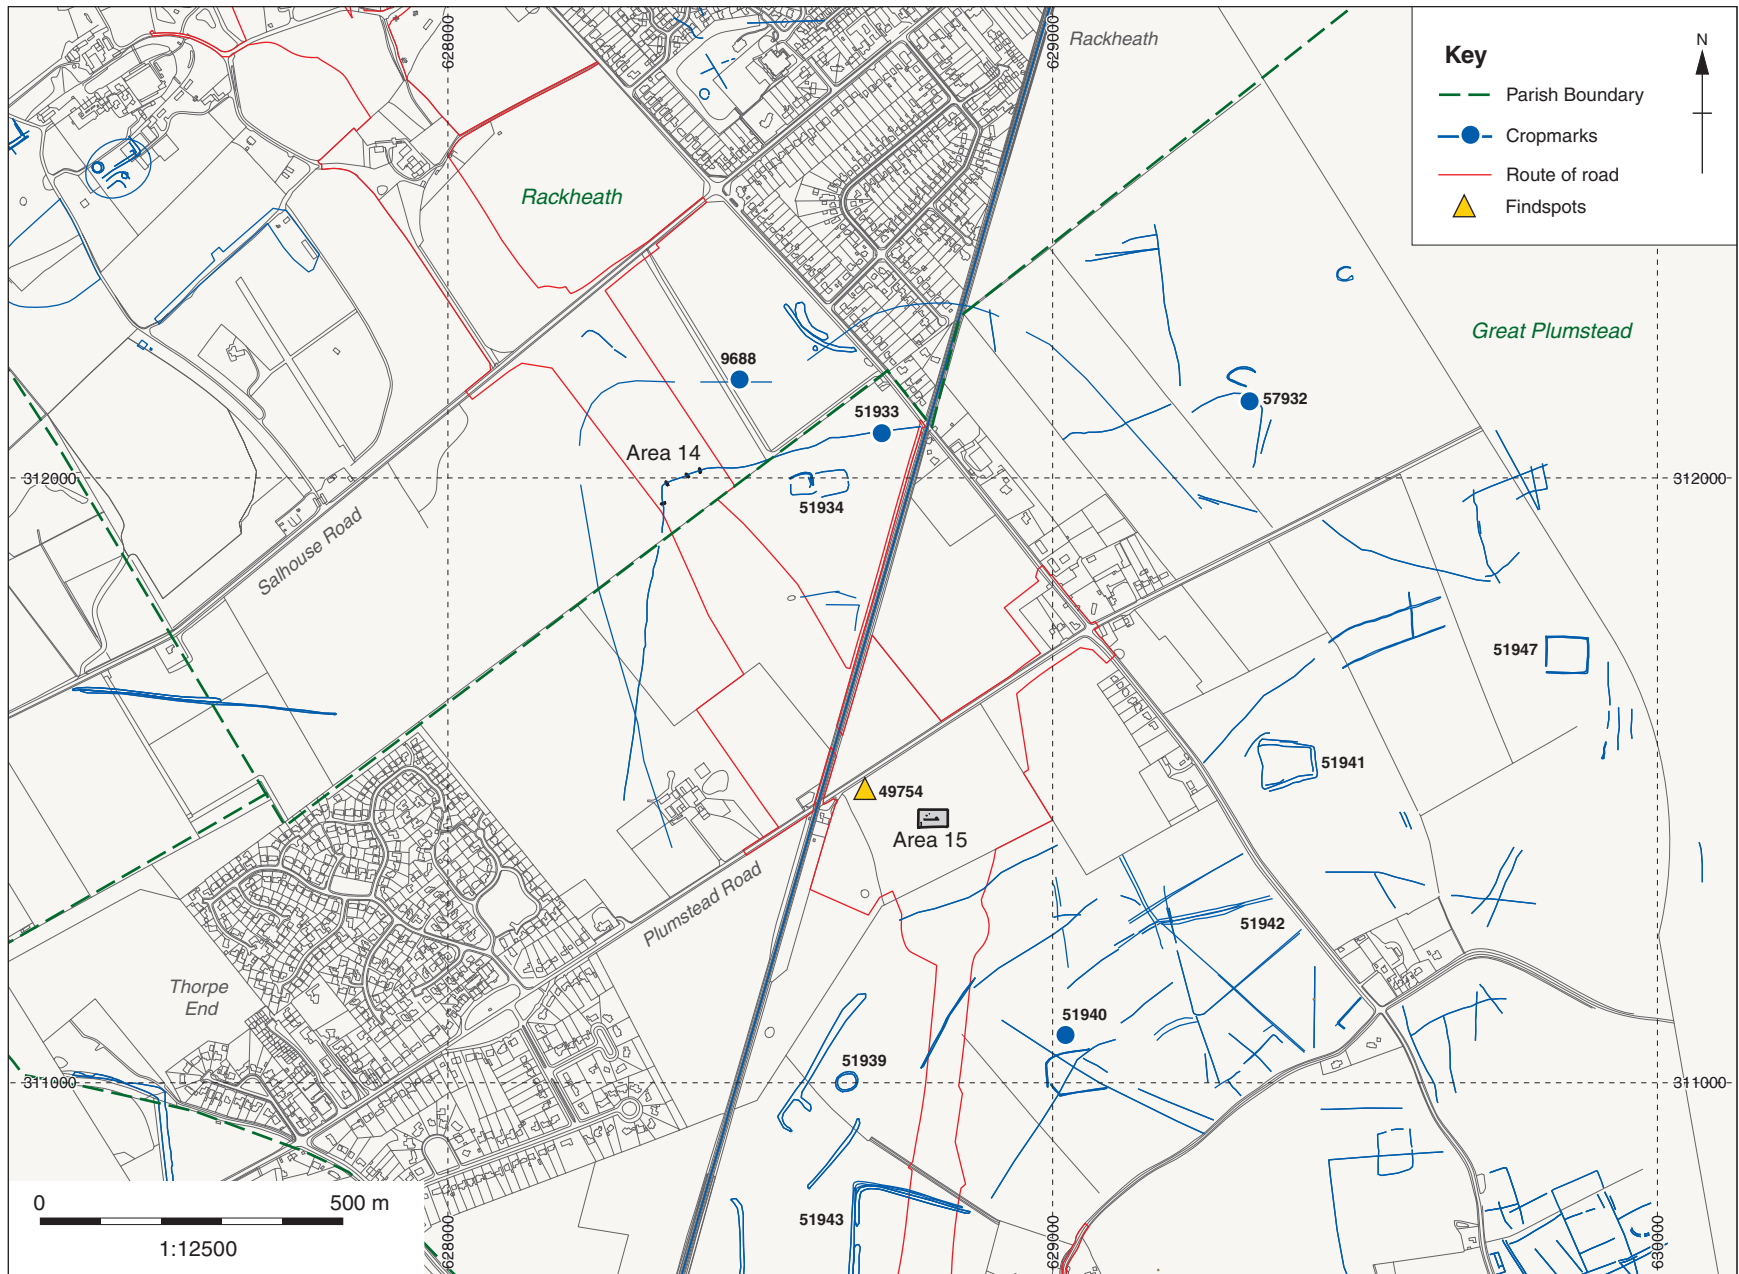 628000
629000
Rackheath
Key
N
Parish Boundary
Cropmarks
Route of road
Findspots
Rackheath
Great Plumstead
9688
51933
57932
Area 14
312000
312000
51934
Salhouse Road
51947
51941
49754
Area 15
Plumstead Road
51942
Thorpe
End
51940
51939
311000
311000
51943
0
500 m
1:12500
628000
629000
630000